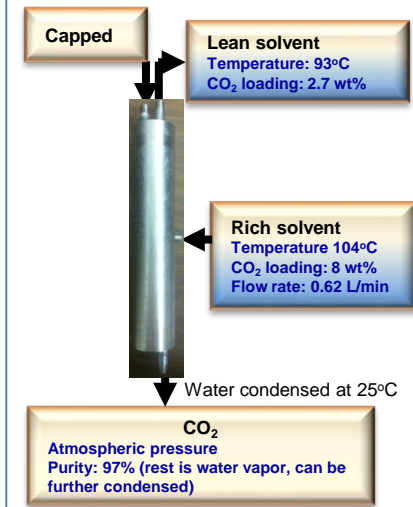 Capped
Lean solvent
Temperature: 93°C
CO₂ loading: 2.7 wt%
Rich solvent
Temperature 104°C
CO₂ loading: 8 wt%
Flow rate: 0.62 L/min
Water condensed at 25°C
CO₂
Atmospheric pressure
Purity: 97% (rest is water vapor, can be
further condensed)